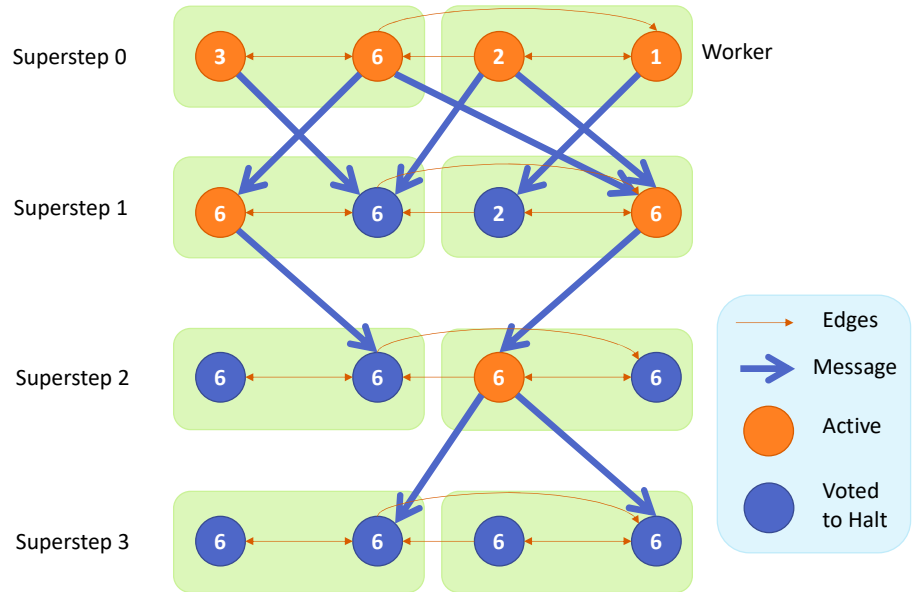 Superstep 0
3
6
2
1
Worker
Superstep 1
6
6
2
6
Superstep 2
6
6
6
6
Superstep 3
6
6
6
6
Edges
Message
Active
Voted
to Halt